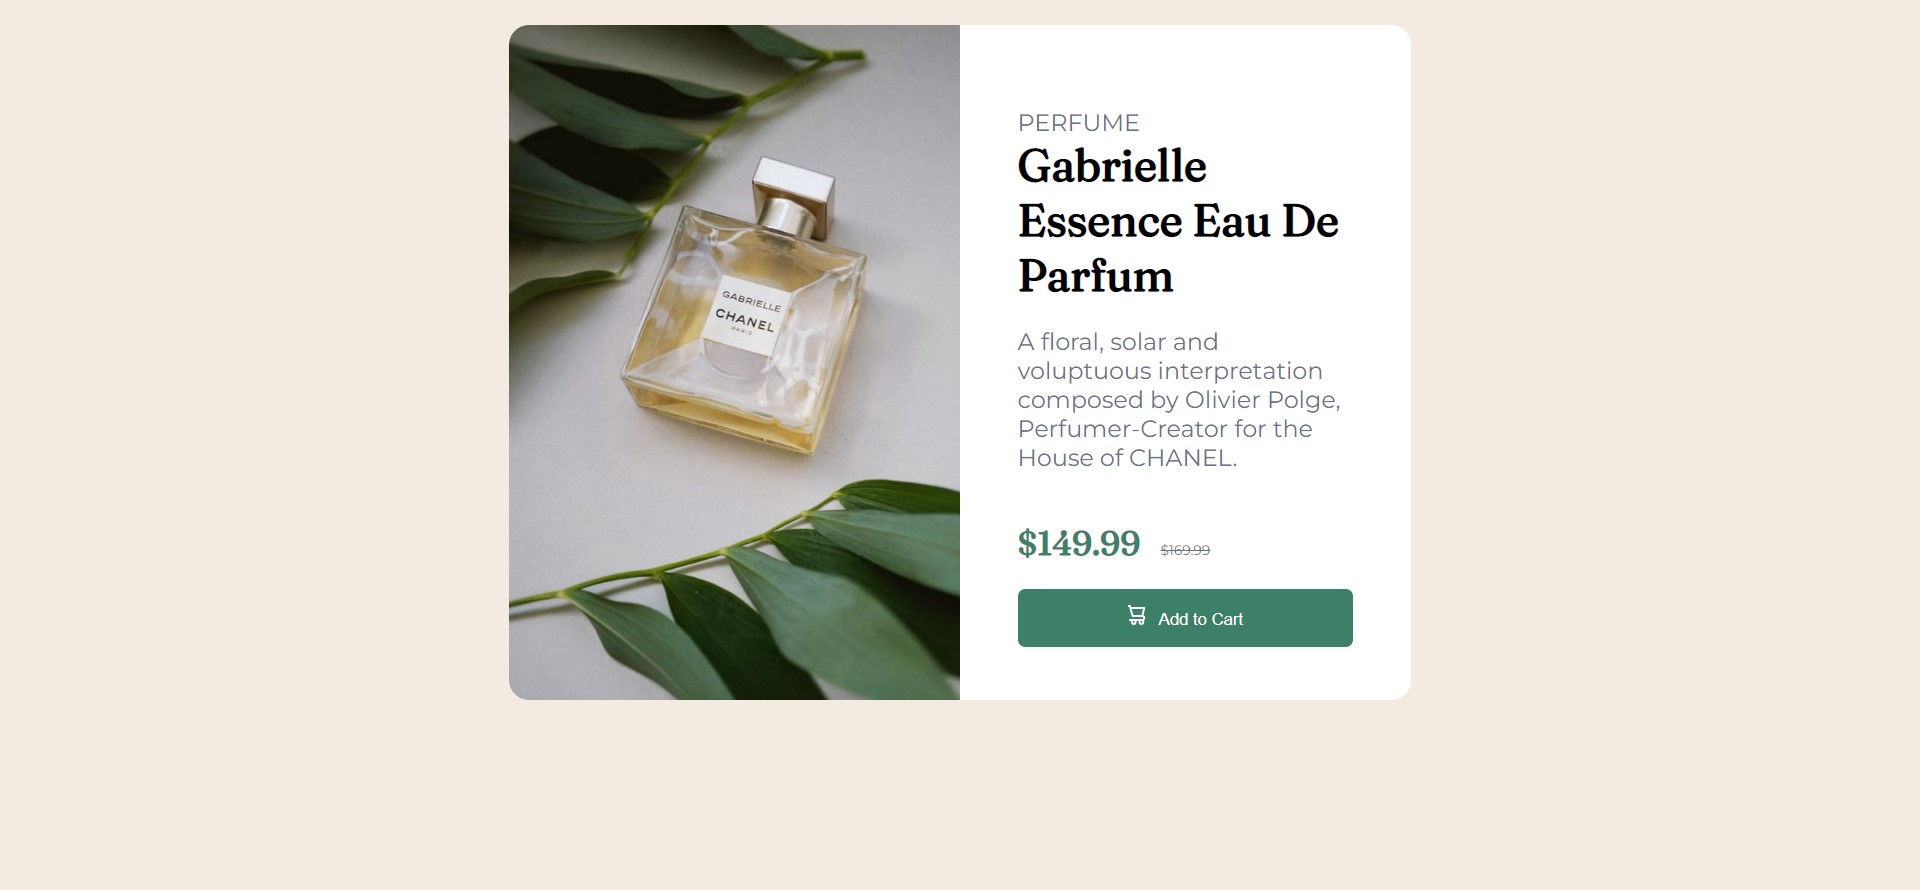 GABRIELLE
CHANEL
PARIS
PERFUME
Gabrielle
Essence Eau De
Parfum
A floral, solar and
voluptuous interpretation
composed by Olivier Polge,
Perfumer-Creator for the
House of CHANEL.
$149.99 $169.99
Add to Cart